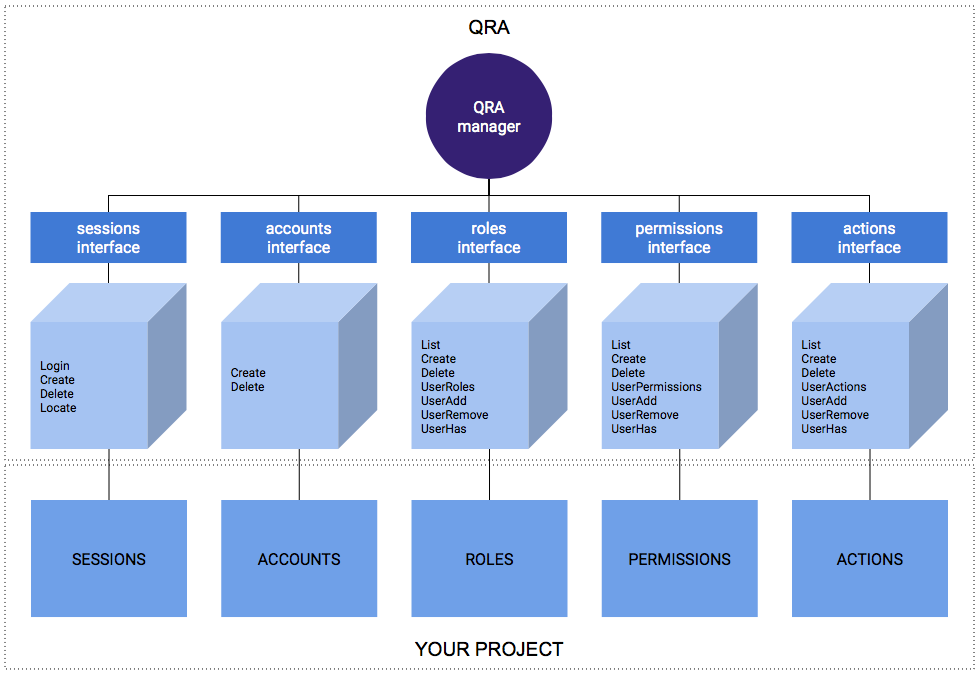 QRA
QRA
manager
sessions
interface
accounts
interface
roles
interface
permissions
interface
actions
interface
Login
Create
Delete
Locate
Create
Delete
List
Create
Delete
UserRoles
UserAdd
UserRemove
UserHas
List
Create
Delete
UserPermissions
UserAdd
UserRemove
UserHas
List
Create
Delete
UserActions
UserAdd
UserRemove
UserHas
SESSIONS
ACCOUNTS
ROLES
PERMISSIONS
ACTIONS
YOUR PROJECT